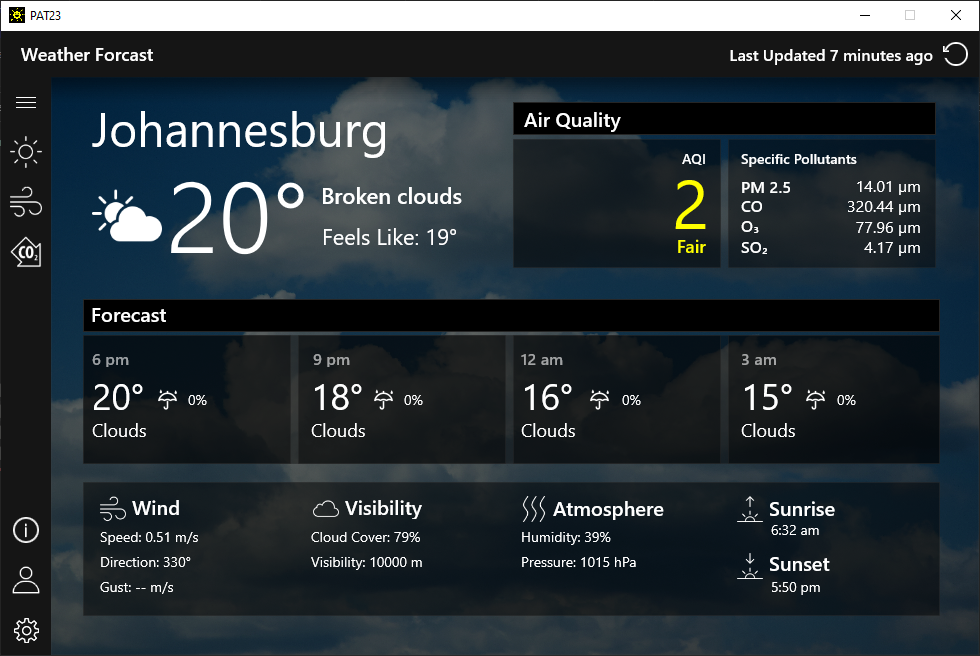 PAT23
Weather Forcast
Last Updated 7 minutes ago
Johannesburg
20°
Broken clouds
Feels Like: 19°
Air Quality
AQI
2
Fair
Specific Pollutants
PM 2.5 14.01 µm
CO 320.44 µm
O₃ 77.96 µm
SO₂ 4.17 µm
CO₂
Forecast
6 pm
20° 0%
Clouds
9 pm
18° 0%
Clouds
12 am
16° 0%
Clouds
3 am
15° 0%
Clouds
Wind
Speed: 0.51 m/s
Direction: 330°
Gust: -- m/s
Visibility
Cloud Cover: 79%
Visibility: 10000 m
Atmosphere
Humidity: 39%
Pressure: 1015 hPa
Sunrise
6:32 am
Sunset
5:50 pm